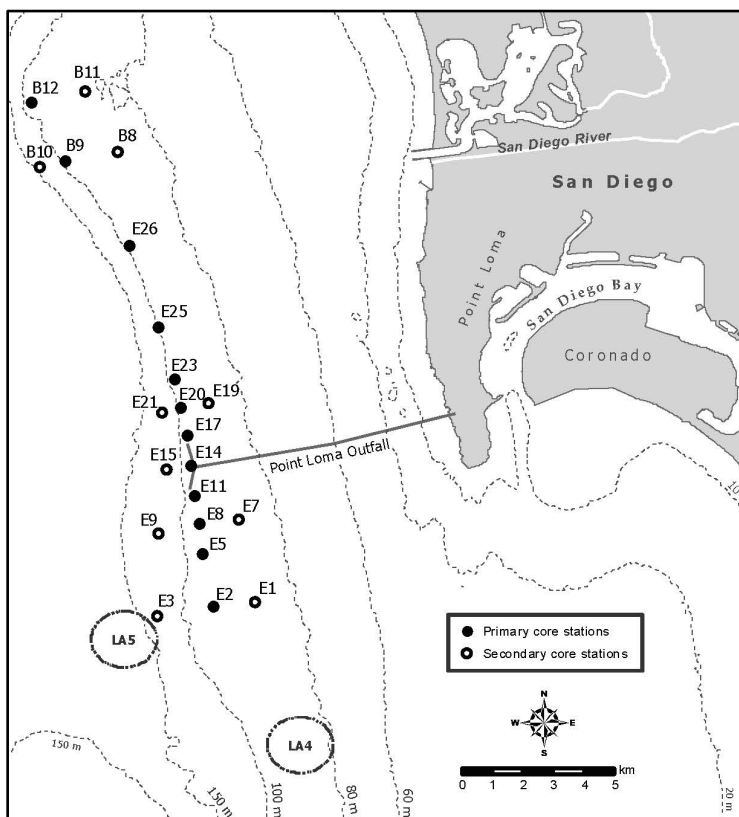 B11
B12
B8
B9
B10
San Diego River
San Diego
E26
Point Loma
San Diego Bay
E25
Coronado
E23
E19
E20
E21
E17
E14
E15
Point Loma Outfall
E11
E7
E8
E9
E5
E1
E2
E3
LA5
Primary core stations
Secondary core stations
N
W E
S
LA4
150 m
km
0 1 2 3 4 5
150 m
100 m
80 m
60 m
20 m